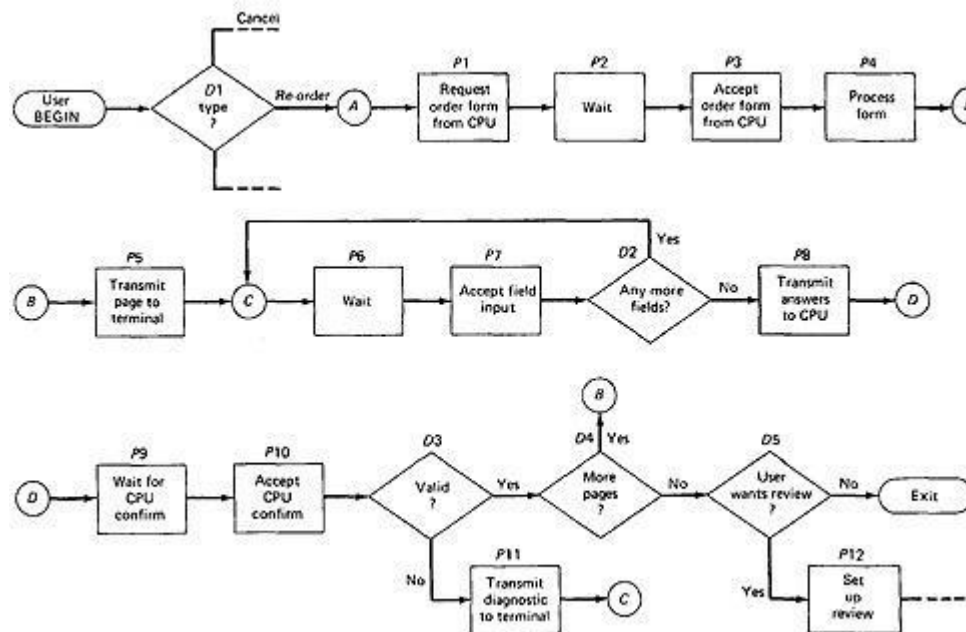 Cancel
P1
P2
P3
P4
User
BEGIN
D1
type
?
Re-order
A
Request
order form
from CPU
Wait
Accept
order form
from CPU
Process
form
Yes
P5
P6
P7
D2
P8
B
Transmit
page to
terminal
C
Wait
Accept field
input
Any more
fields?
No
Transmit
answers
to CPU
D
B
P9
P10
D3
D4
Yes
D5
D
Wait for
CPU
confirm
Accept
CPU
confirm
Valid
?
Yes
More
pages
?
No
User
wants review
?
No
Exit
No
P11
Transmit
diagnostic
to terminal
C
Yes
P12
Set
up
review